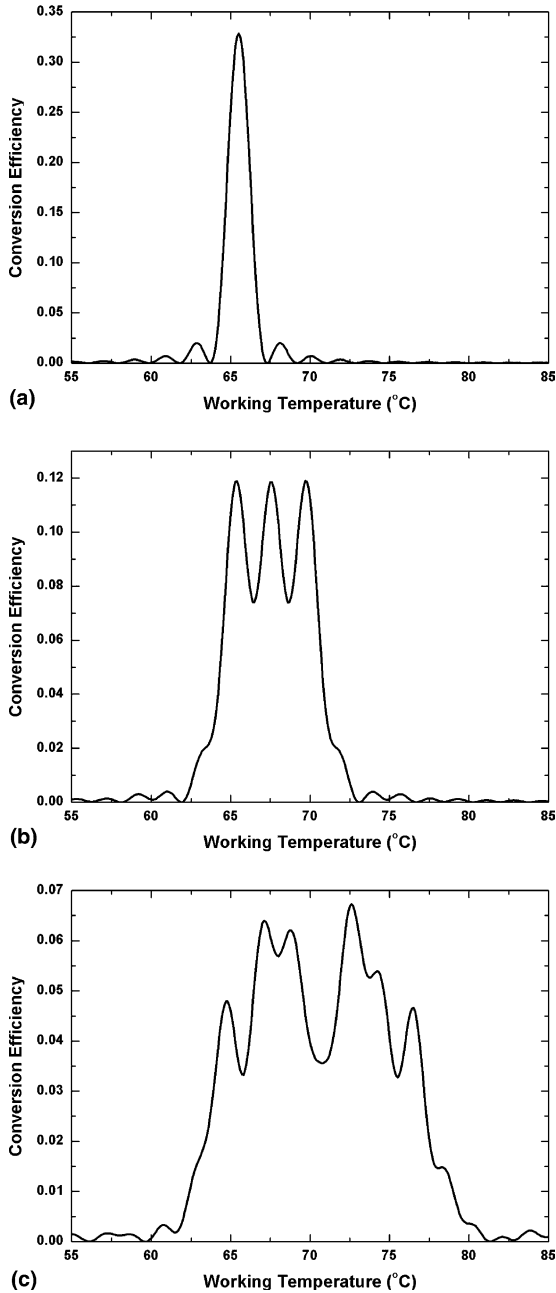 0.35
0.30
0.25
0.20
0.15
0.10
0.05
0.00
Conversion Efficiency
55 60 65 70 75 80 85
(a)
Working Temperature (°C)
0.12
0.10
0.08
0.06
0.04
0.02
0.00
Conversion Efficiency
55 60 65 70 75 80 85
(b)
Working Temperature (°C)
0.07
0.06
0.05
0.04
0.03
0.02
0.01
0.00
Conversion Efficiency
55 60 65 70 75 80 85
(c)
Working Temperature (°C)